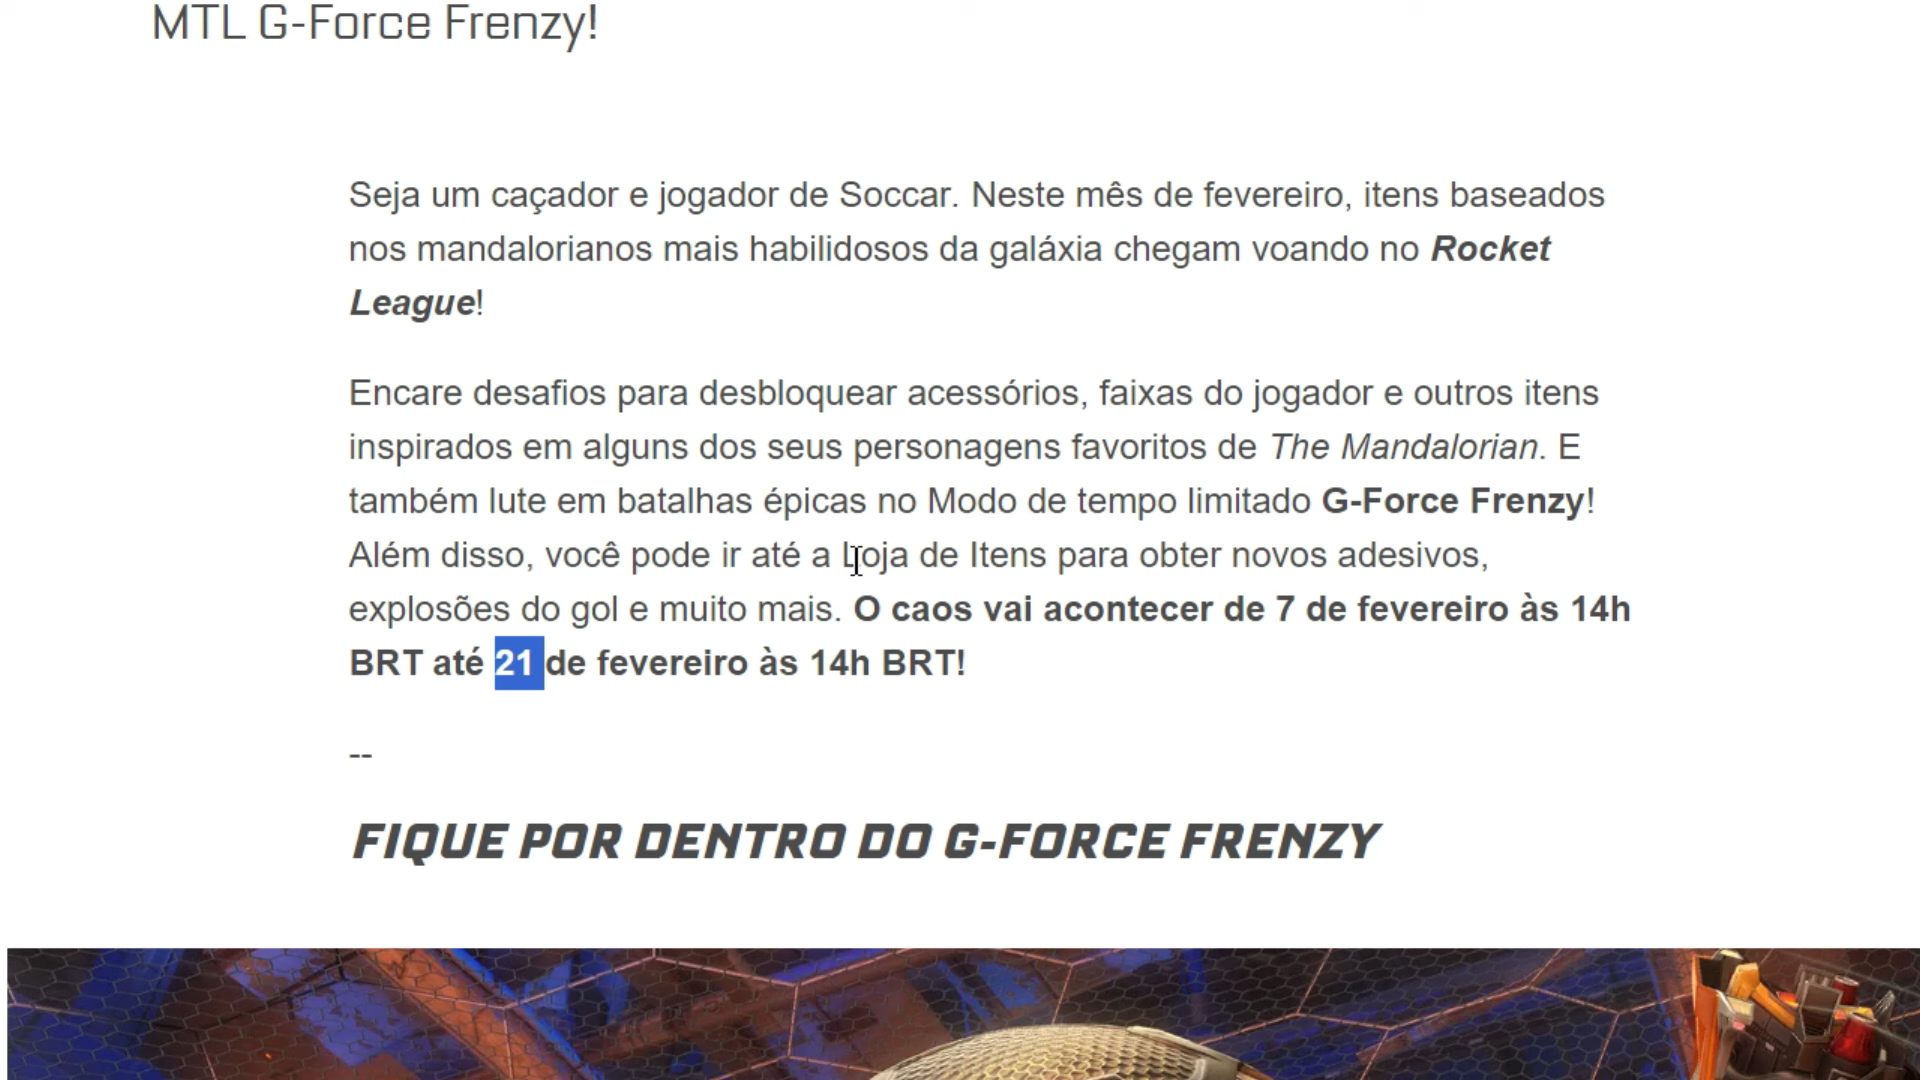 MTL G-Force Frenzy!
Seja um caçador e jogador de Soccar. Neste mês de fevereiro, itens baseados
nos mandalorianos mais habilidosos da galáxia chegam voando no Rocket
League!
Encare desafios para desbloquear acessórios, faixas do jogador e outros itens
inspirados em alguns dos seus personagens favoritos de The Mandalorian. E
também lute em batalhas épicas no Modo de tempo limitado G-Force Frenzy!
Além disso, você pode ir até a Loja de Itens para obter novos adesivos,
explosões do gol e muito mais. O caos vai acontecer de 7 de fevereiro às 14h
BRT até 21 de fevereiro às 14h BRT!
--
FIQUE POR DENTRO DO G-FORCE FRENZY